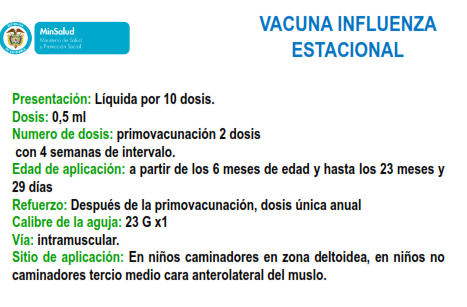 MinSalud
Ministerio de Salud
y Protección Social
VACUNA INFLUENZA
ESTACIONAL
Presentación: Líquida por 10 dosis.
Dosis: 0,5 ml
Numero de dosis: primovacunación 2 dosis
con 4 semanas de intervalo.
Edad de aplicación: a partir de los 6 meses de edad y hasta los 23 meses y
29 días
Refuerzo: Después de la primovacunación, dosis única anual
Calibre de la aguja: 23 G x1
Vía: intramuscular.
Sitio de aplicación: En niños caminadores en zona deltoidea, en niños no
caminadores tercio medio cara anterolateral del muslo.